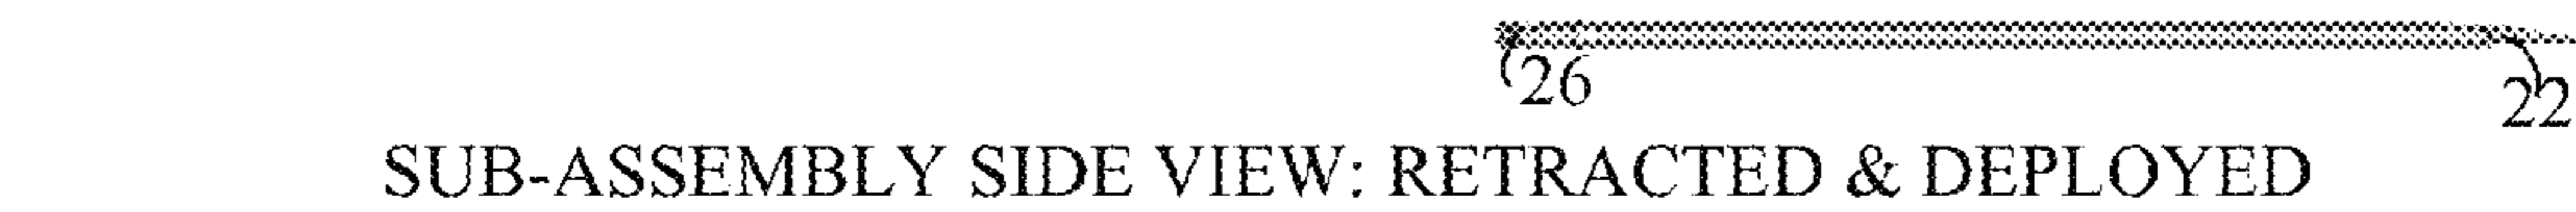 26
22
SUB-ASSEMBLY SIDE VIEW: RETRACTED & DEPLOYED